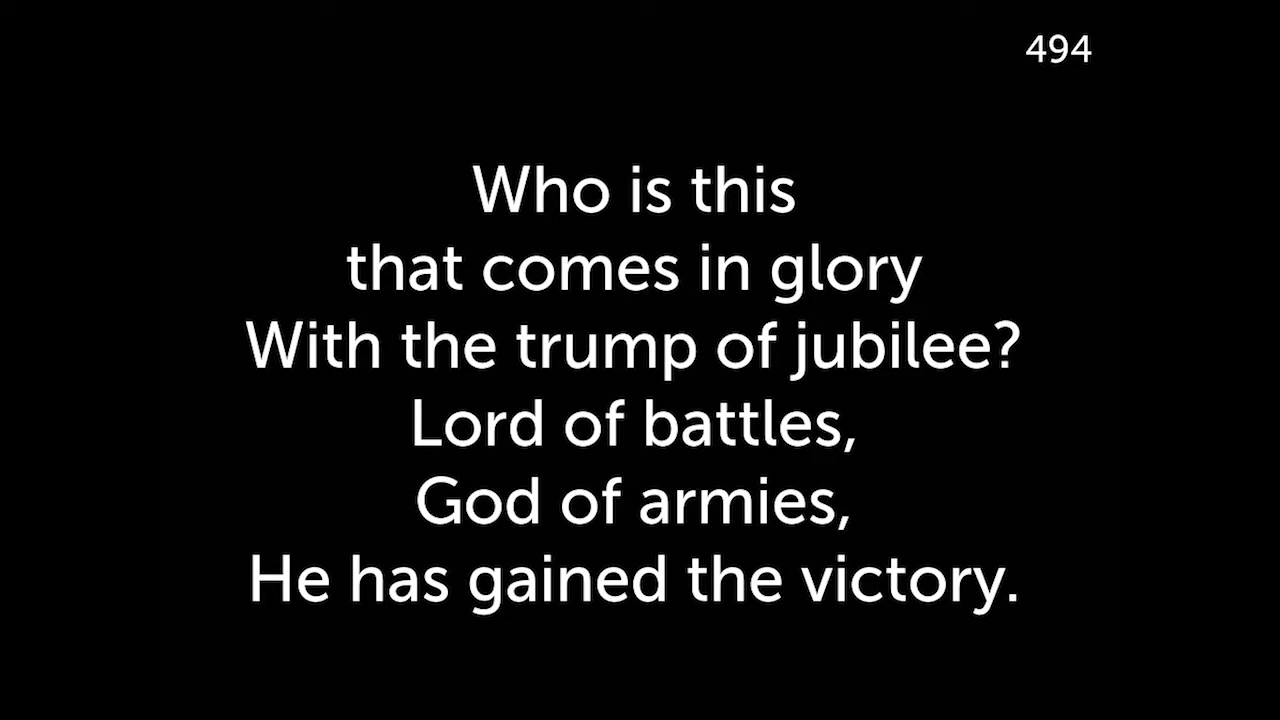 494
Who is this
that comes in glory
With the trump of jubilee?
Lord of battles,
God of armies,
He has gained the victory.